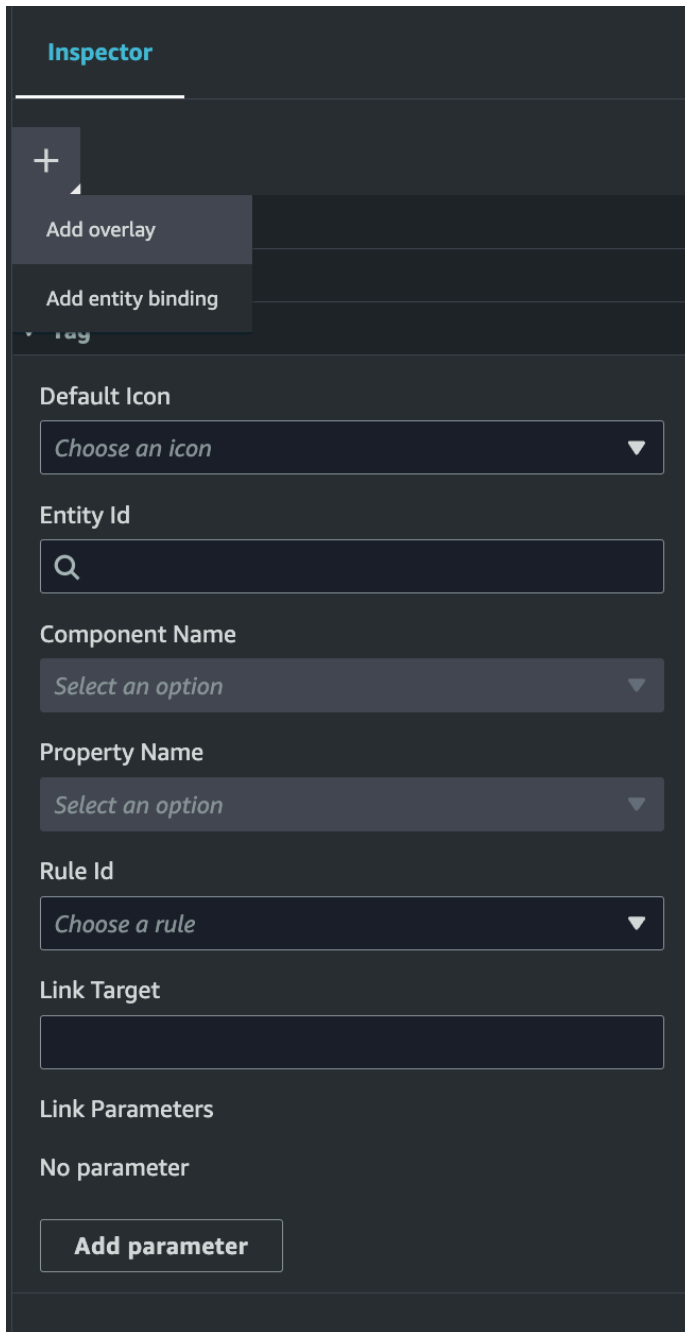 Inspector
Add overlay
Add entity binding
Tag
Default Icon
Choose an icon
Entity Id
Component Name
Select an option
Property Name
Select an option
Rule Id
Choose a rule
Link Target
Link Parameters
No parameter
Add parameter